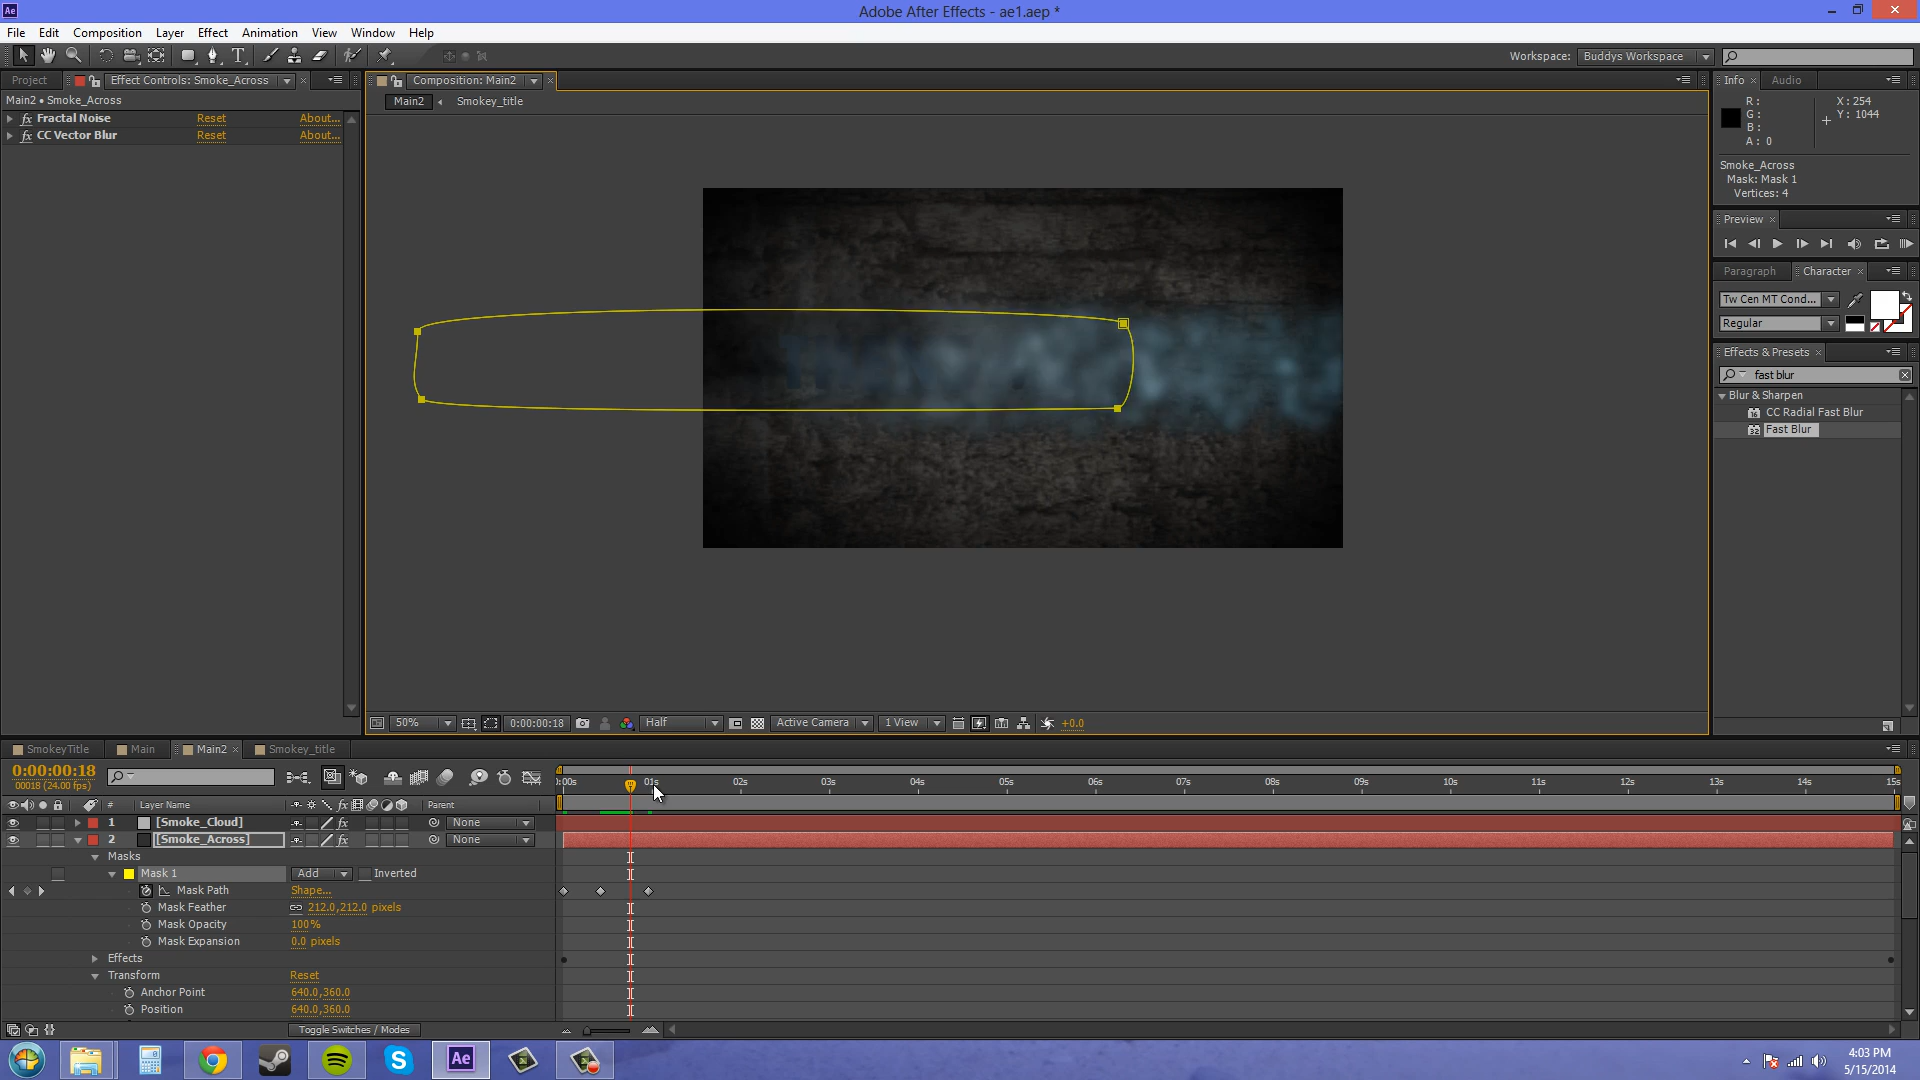 Ae
Adobe After Effects - ae1.aep *
File Edit Composition Layer Effect Animation View Window Help
Workspace: Buddys Workspace
Project Effect Controls: Smoke_Across
Main2 • Smoke_Across
fx Fractal Noise Reset About...
fx CC Vector Blur Reset About...
Composition: Main2
Main2 Smokey_title
50% 0:00:00:18 Half Active Camera 1 View +0.0
Info Audio
R: X: 254
G: Y: 1044
B:
A: 0
Smoke_Across
Mask: Mask 1
Vertices: 4
Preview
Paragraph Character
Tw Cen MT Cond...
Regular
Effects & Presets
fast blur
Blur & Sharpen
CC Radial Fast Blur
Fast Blur
SmokeyTitle Main Main2 Smokey_title
0:00:00:18
00018 (24.00 fps)
:00s 01s 02s 03s 04s 05s 06s 07s 08s 09s 10s 11s 12s 13s 14s 15s
# Layer Name Parent
1 [Smoke_Cloud] None
2 [Smoke_Across] None
Masks
Mask 1 Add Inverted
Mask Path Shape...
Mask Feather 212.0,212.0 pixels
Mask Opacity 100%
Mask Expansion 0.0 pixels
Effects
Transform Reset
Anchor Point 640.0,360.0
Position 640.0,360.0
Toggle Switches / Modes
Ae
4:03 PM
5/15/2014